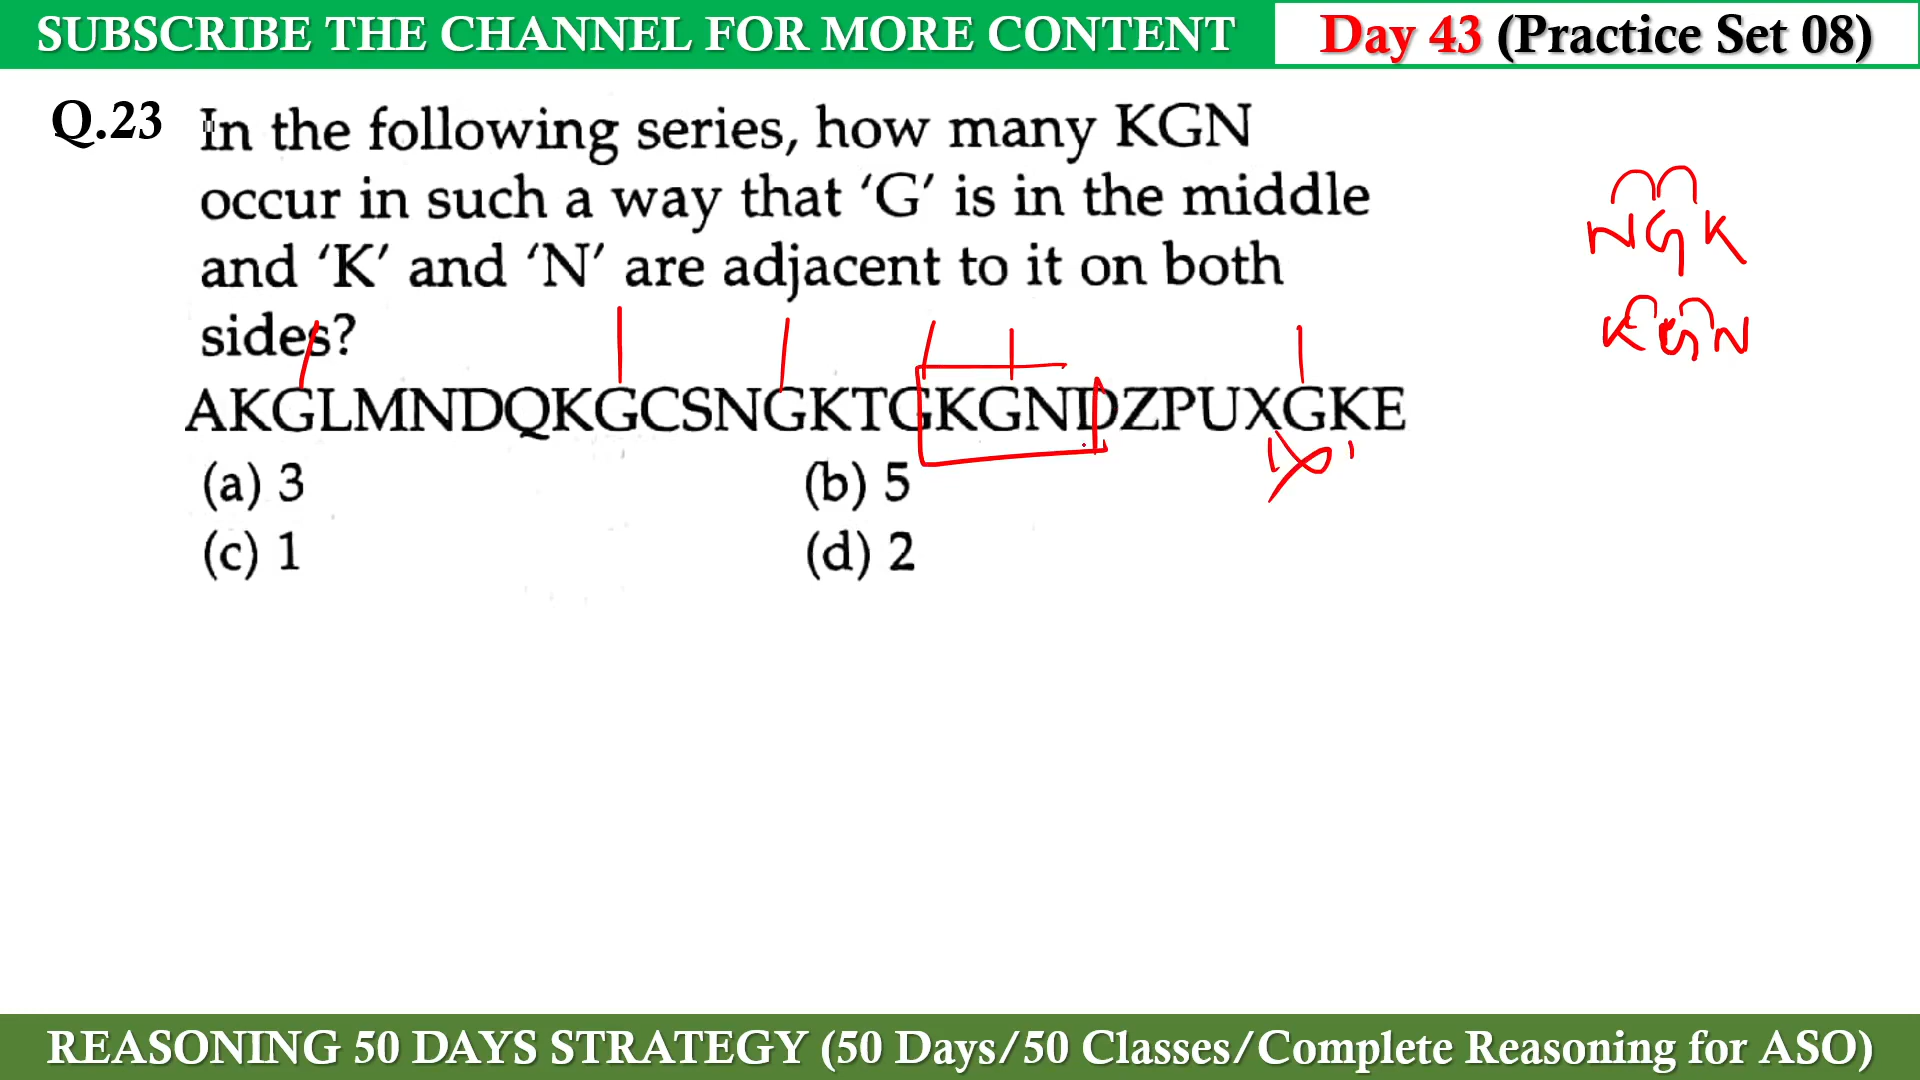 SUBSCRIBE THE CHANNEL FOR MORE CONTENT
Day 43 (Practice Set 08)
Q.23 In the following series, how many KGN
occur in such a way that ‘G’ is in the middle
and ‘K’ and ‘N’ are adjacent to it on both
sides?
AKGLMNDQKGCSNGKTGKGNDZPUXGKE
(a) 3 (b) 5
(c) 1 (d) 2
NGK
KGN
REASONING 50 DAYS STRATEGY (50 Days/50 Classes/Complete Reasoning for ASO)